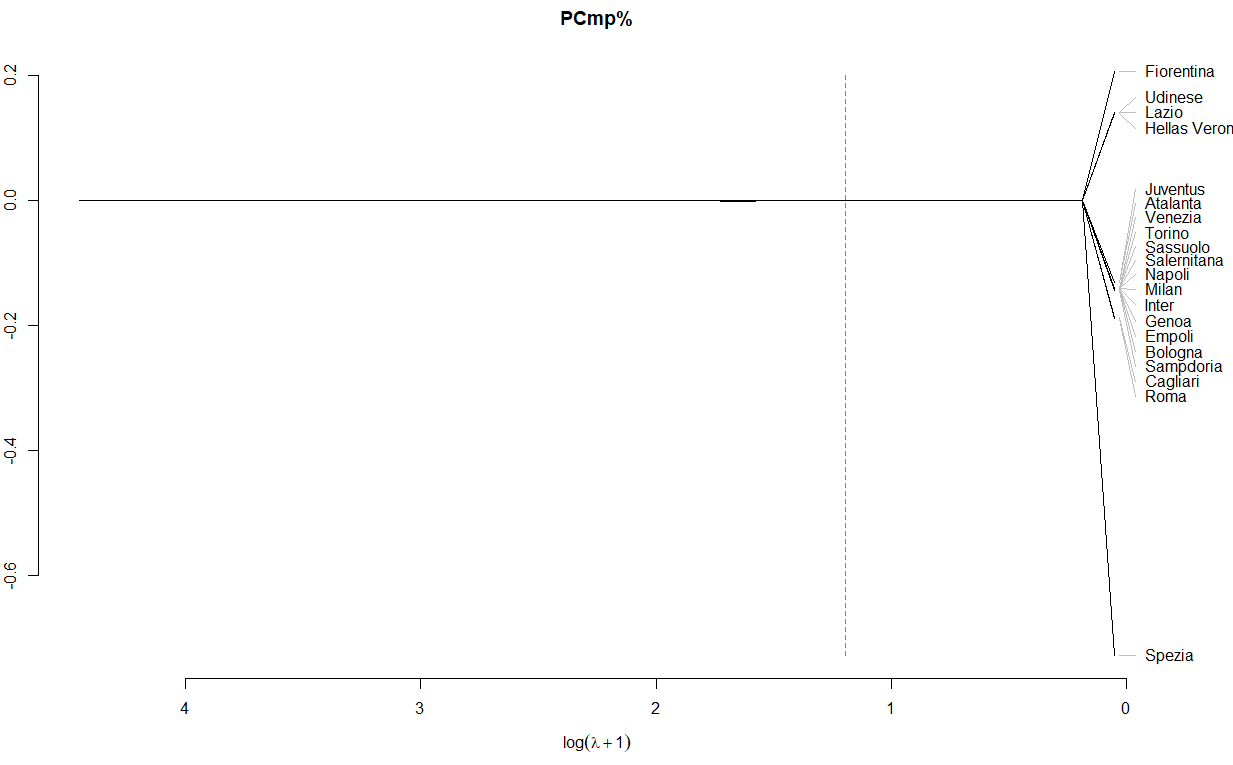 PCmp%
0.2
0.0
-0.2
-0.4
-0.6
Fiorentina
Udinese
Lazio
Hellas Veron
Juventus
Atalanta
Venezia
Torino
Sassuolo
Salernitana
Napoli
Milan
Inter
Genoa
Empoli
Bologna
Sampdoria
Cagliari
Roma
Spezia
4 3 2 1 0
log(λ+1)